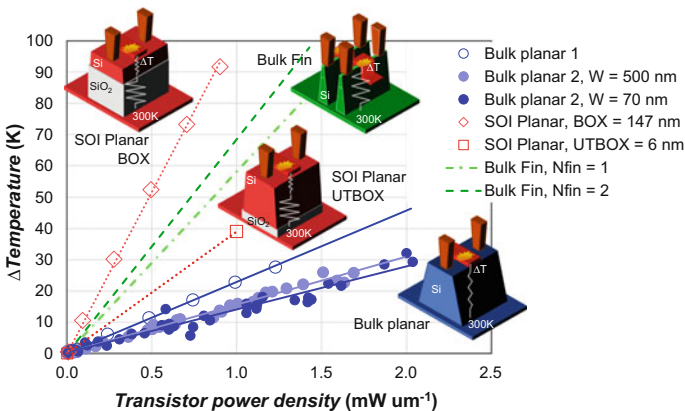 ΔTemperature (K)
100
90
80
70
60
50
40
30
20
10
0
0.0
0.5
1.0
1.5
2.0
2.5
Transistor power density (mW um-1)
Si
ΔT
SiO2
300K
SOI Planar
BOX
Bulk Fin
Si
ΔT
300K
Si
SiO2
300K
SOI Planar
UTBOX
Si
ΔT
300K
Bulk planar
Bulk planar 1
Bulk planar 2, W = 500 nm
Bulk planar 2, W = 70 nm
SOI Planar, BOX = 147 nm
SOI Planar, UTBOX = 6 nm
Bulk Fin, Nfin = 1
Bulk Fin, Nfin = 2